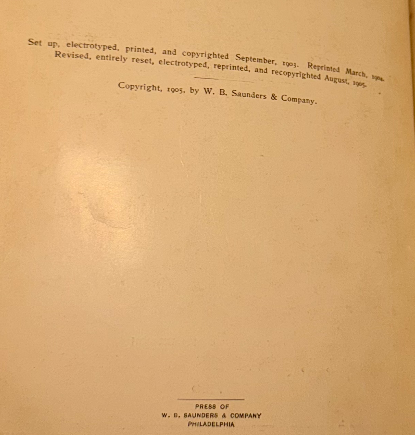 Set up, electrotyped, printed, and copyrighted September, 1903. Reprinted March, 1904.
Revised, entirely reset, electrotyped, reprinted, and recopyrighted August, 1905.
Copyright, 1905, by W. B. Saunders & Company.
PRESS OF
W. B. SAUNDERS & COMPANY
PHILADELPHIA